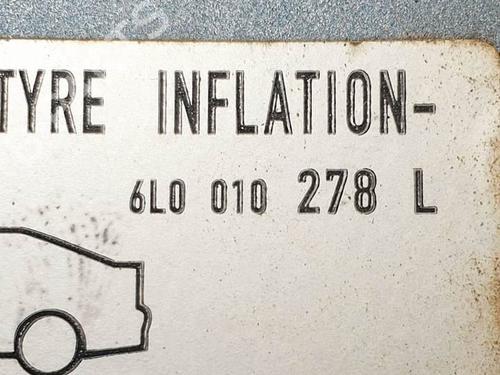 TYRE INFLATION-
6L0 010 278 L